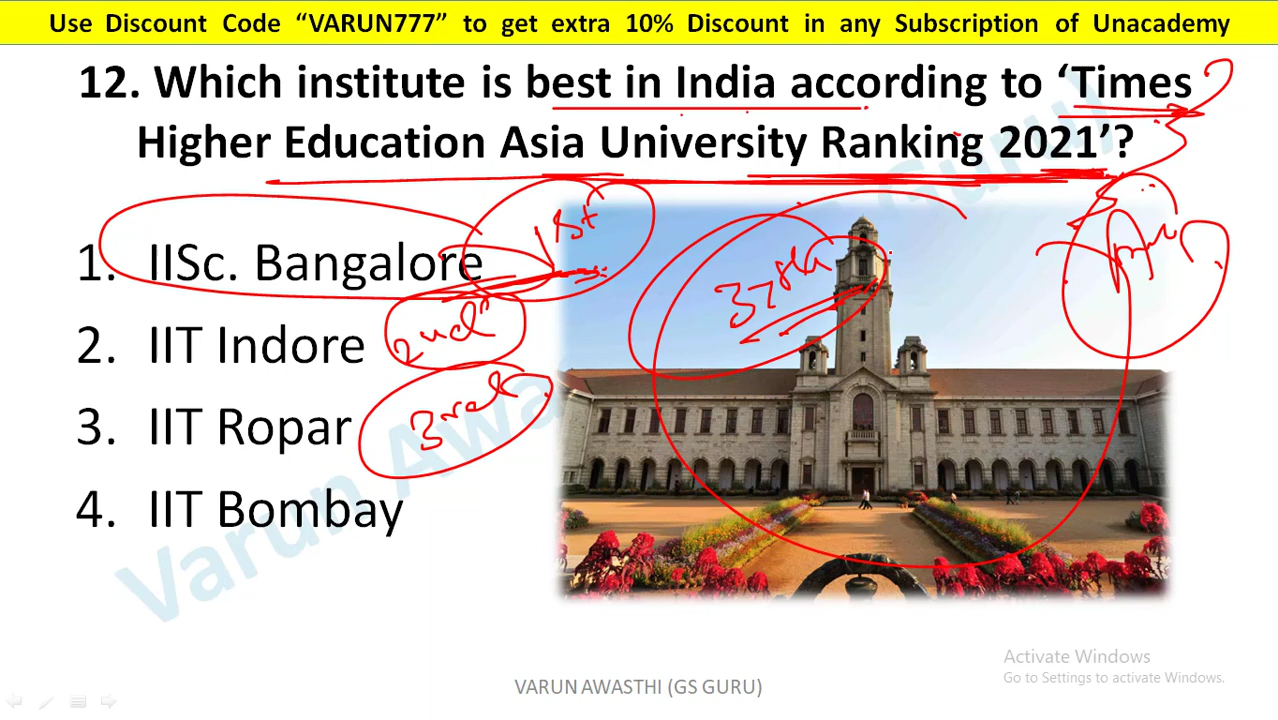 Use Discount Code “VARUN777” to get extra 10% Discount in any Subscription of Unacademy
12. Which institute is best in India according to ‘Times
Higher Education Asia University Ranking 2021’?
1. IISc. Bangalore 1st
2. IIT Indore 2nd
3. IIT Ropar 3rd
4. IIT Bombay
37th
Varun Awa
Guru)
Activate Windows
Go to Settings to activate Windows.
VARUN AWASTHI (GS GURU)